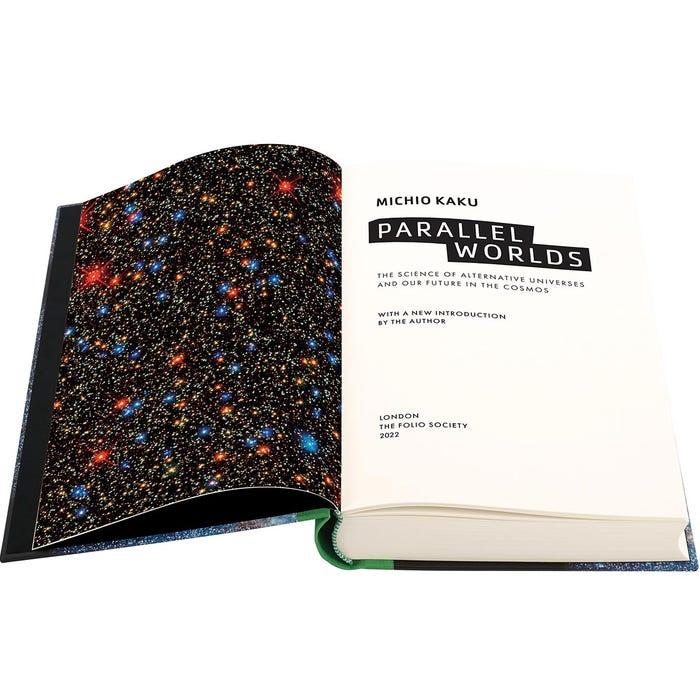 MICHIO KAKU
PARALLEL
WORLDS
THE SCIENCE OF ALTERNATIVE UNIVERSES
AND OUR FUTURE IN THE COSMOS
WITH A NEW INTRODUCTION
BY THE AUTHOR
LONDON
THE FOLIO SOCIETY
2022